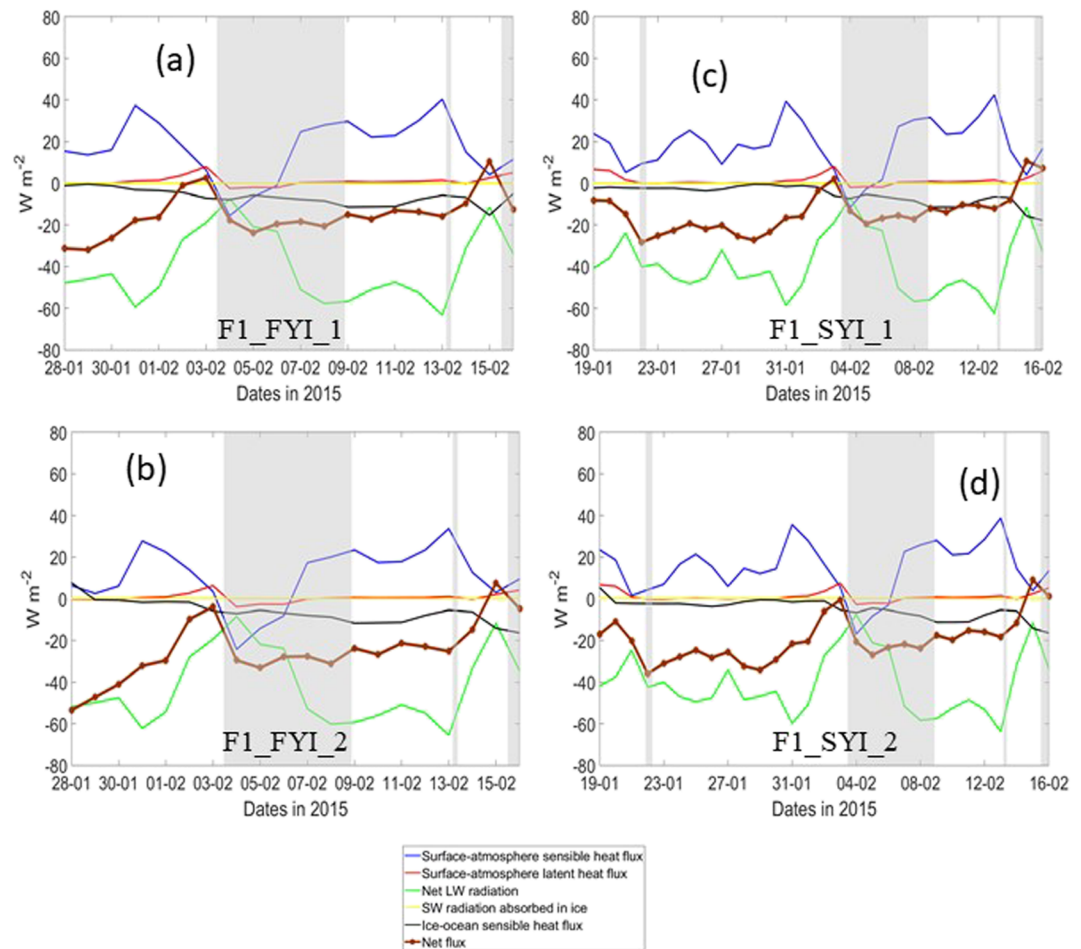 (a)
80
60
40
20
0
-20
-40
-60
-80
W m⁻²
F1_FYI_1
28-01 30-01 01-02 03-02 05-02 07-02 09-02 11-02 13-02 15-02
Dates in 2015
(c)
80
60
40
20
0
-20
-40
-60
-80
W m⁻²
F1_SYI_1
19-01 23-01 27-01 31-01 04-02 08-02 12-02 16-02
Dates in 2015
(b)
80
60
40
20
0
-20
-40
-60
-80
W m⁻²
F1_FYI_2
28-01 30-01 01-02 03-02 05-02 07-02 09-02 11-02 13-02 15-02
Dates in 2015
(d)
80
60
40
20
0
-20
-40
-60
-80
W m⁻²
F1_SYI_2
19-01 23-01 27-01 31-01 04-02 08-02 12-02 16-02
Dates in 2015
Surface-atmosphere sensible heat flux
Surface-atmosphere latent heat flux
Net LW radiation
SW radiation absorbed in ice
Ice-ocean sensible heat flux
Net flux